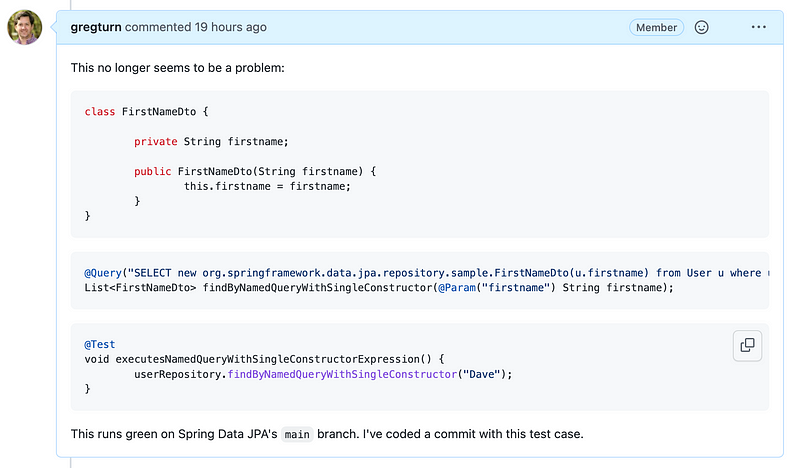 gregturn commented 19 hours ago
Member
This no longer seems to be a problem:
class FirstNameDto {
private String firstname;
public FirstNameDto(String firstname) {
this.firstname = firstname;
}
}
@Query("SELECT new org.springframework.data.jpa.repository.sample.FirstNameDto(u.firstname) from User u where
List<FirstNameDto> findByNamedQueryWithSingleConstructor(@Param("firstname") String firstname);
@Test
void executesNamedQueryWithSingleConstructorExpression() {
userRepository.findByNamedQueryWithSingleConstructor("Dave");
}
This runs green on Spring Data JPA's main branch. I've coded a commit with this test case.